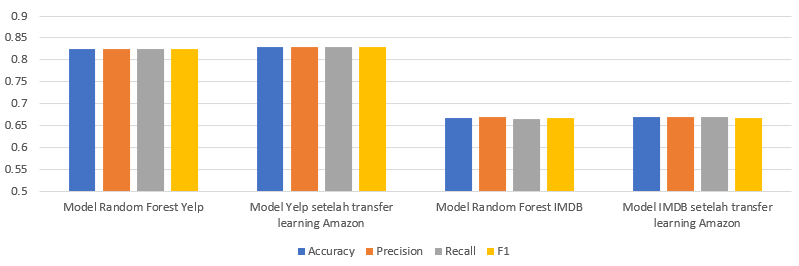 0.9
0.85
0.8
0.75
0.7
0.65
0.6
0.55
0.5
Model Random Forest Yelp
Model Yelp setelah transfer
learning Amazon
Model Random Forest IMDB
Model IMDB setelah transfer
learning Amazon
Accuracy Precision Recall F1